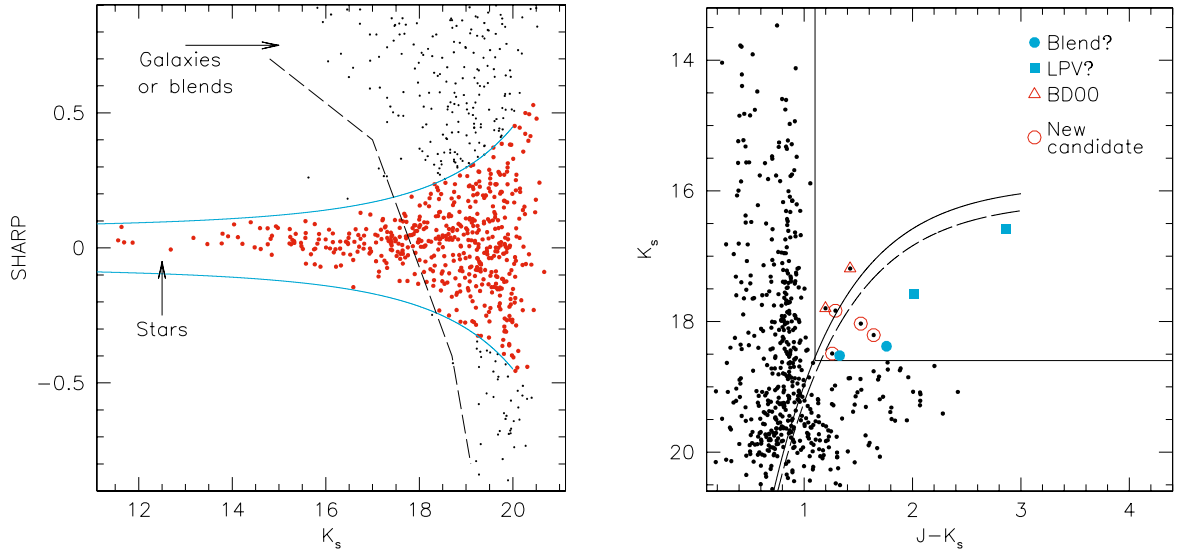 Galaxies
or blends
Stars
0.5
0
−0.5
SHARP
12
14
16
18
20
Ks
Blend?
LPV?
BD00
New
candidate
14
16
18
20
Ks
1
2
3
4
J−Ks